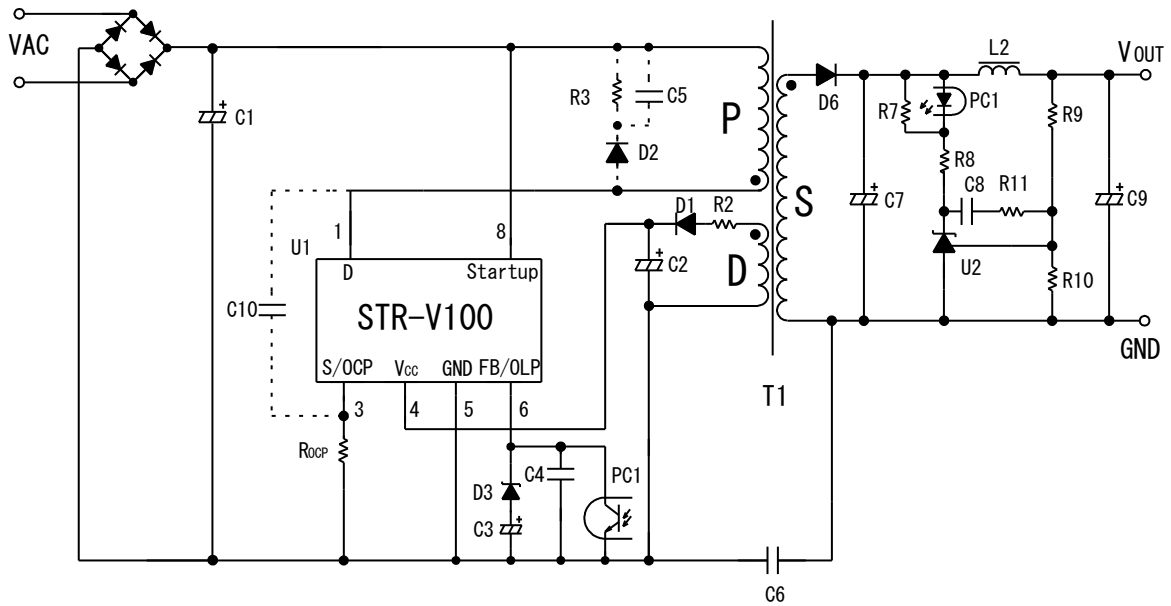 VAC
C1
R3
C5
D2
P
S
D6
L2
VOUT
R7
PC1
R9
R8
C8
R11
C7
C9
U2
R10
GND
1
8
U1
D
Startup
D1
R2
C2
D
C10
STR-V100
S/OCP
VCC
GND
FB/OLP
3
4
5
6
T1
ROCP
D3
C4
PC1
C3
C6